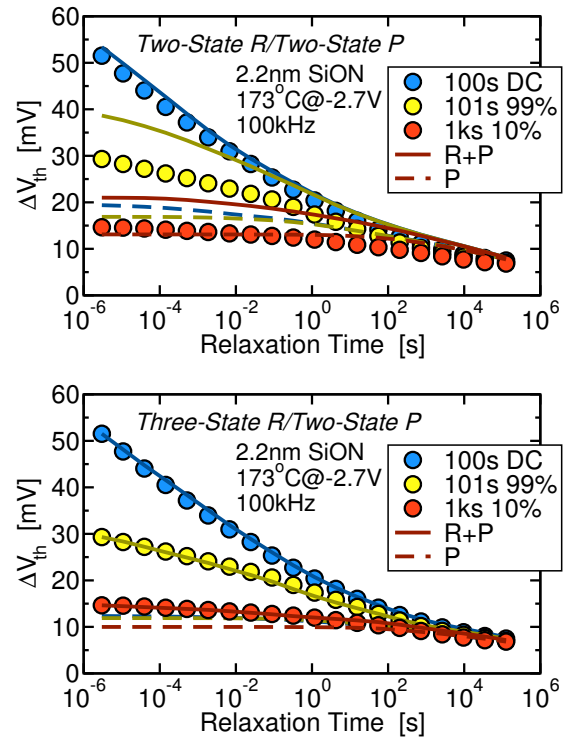 60
50
40
30
20
10
0
ΔV_th [mV]
Two-State R/Two-State P
2.2nm SiON
173°C@-2.7V
100kHz
100s DC
101s 99%
1ks 10%
R+P
P
10^-6 10^-4 10^-2 10^0 10^2 10^4 10^6
Relaxation Time [s]
60
50
40
30
20
10
0
ΔV_th [mV]
Three-State R/Two-State P
2.2nm SiON
173°C@-2.7V
100kHz
100s DC
101s 99%
1ks 10%
R+P
P
10^-6 10^-4 10^-2 10^0 10^2 10^4 10^6
Relaxation Time [s]